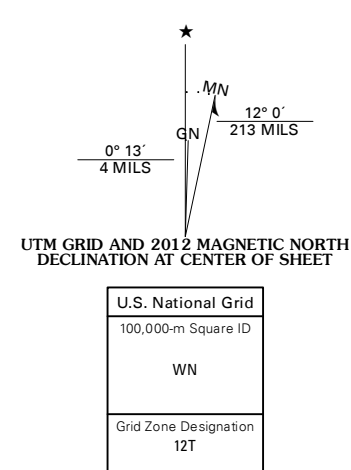 ★
MN
GN
12° 0´
213 MILS
0° 13´
4 MILS
UTM GRID AND 2012 MAGNETIC NORTH
DECLINATION AT CENTER OF SHEET
U.S. National Grid
100,000-m Square ID
WN
Grid Zone Designation
12T